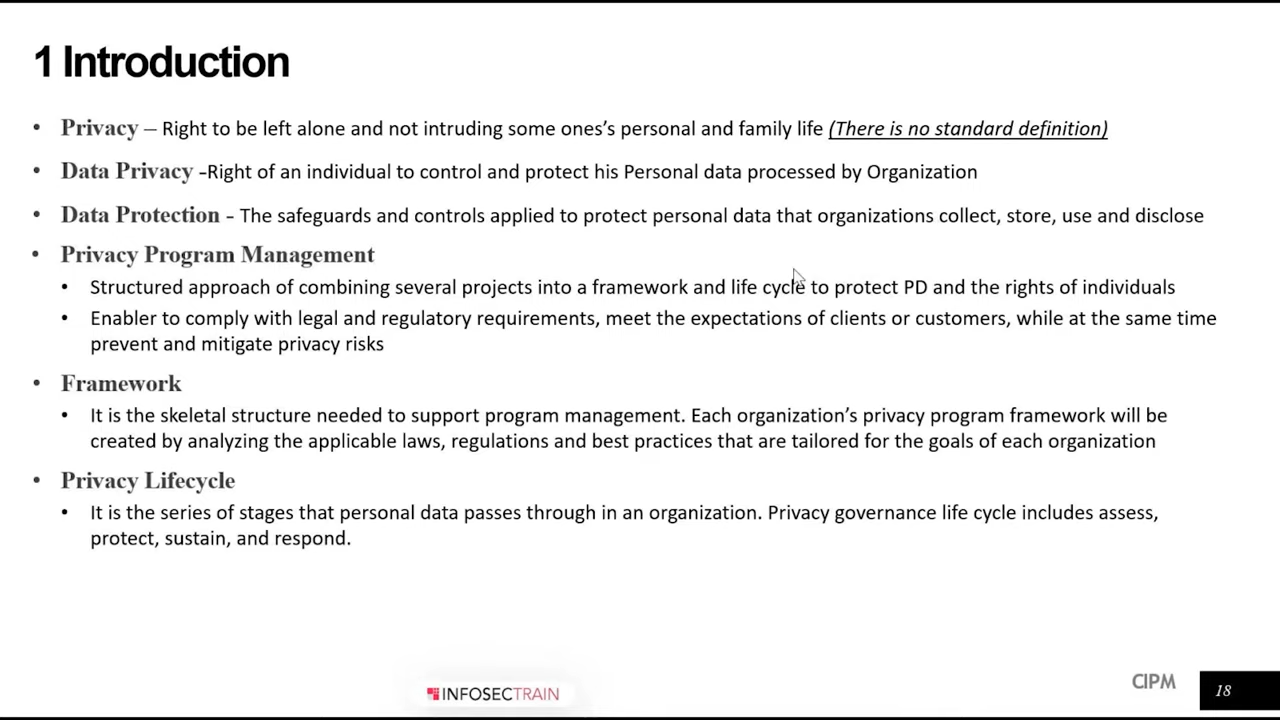 1 Introduction
• Privacy – Right to be left alone and not intruding some ones's personal and family life (There is no standard definition)
• Data Privacy -Right of an individual to control and protect his Personal data processed by Organization
• Data Protection - The safeguards and controls applied to protect personal data that organizations collect, store, use and disclose
• Privacy Program Management
• Structured approach of combining several projects into a framework and life cycle to protect PD and the rights of individuals
• Enabler to comply with legal and regulatory requirements, meet the expectations of clients or customers, while at the same time
prevent and mitigate privacy risks
• Framework
• It is the skeletal structure needed to support program management. Each organization's privacy program framework will be
created by analyzing the applicable laws, regulations and best practices that are tailored for the goals of each organization
• Privacy Lifecycle
• It is the series of stages that personal data passes through in an organization. Privacy governance life cycle includes assess,
protect, sustain, and respond.
INFOSECTRAIN
CIPM
18